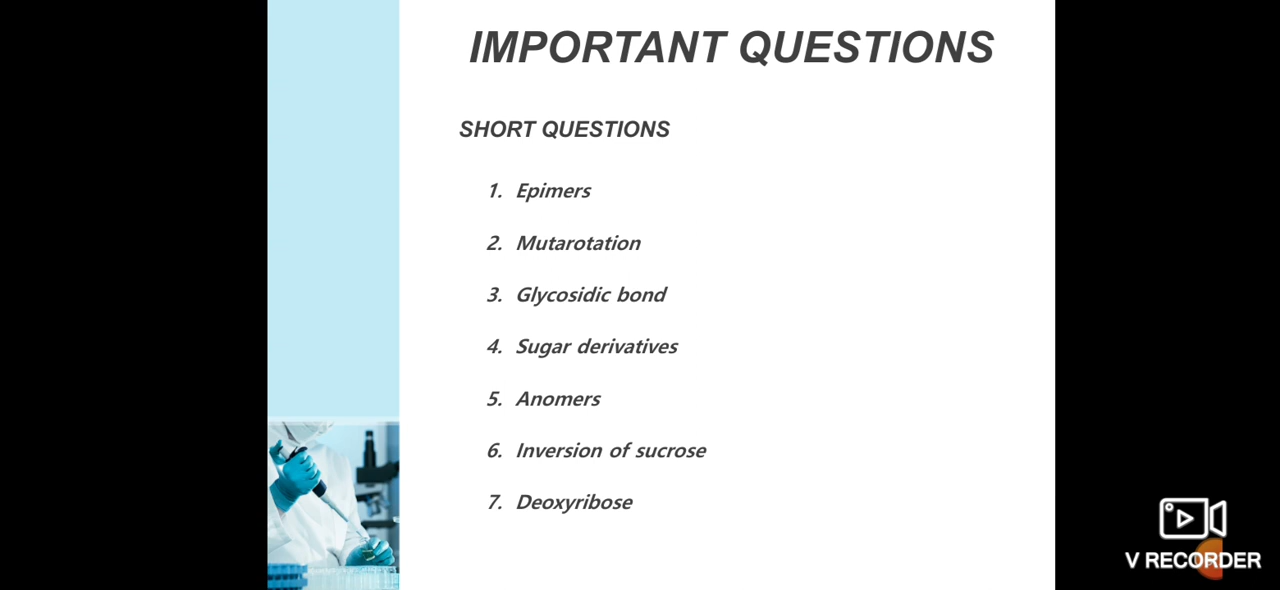 IMPORTANT QUESTIONS
SHORT QUESTIONS
1. Epimers
2. Mutarotation
3. Glycosidic bond
4. Sugar derivatives
5. Anomers
6. Inversion of sucrose
7. Deoxyribose
V RECORDER